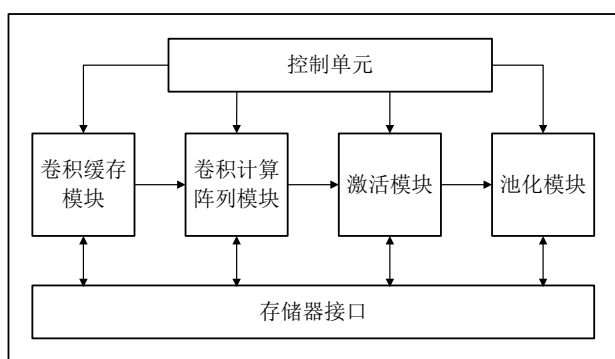 控制单元
卷积缓存
模块
卷积计算
阵列模块
激活模块
池化模块
存储器接口